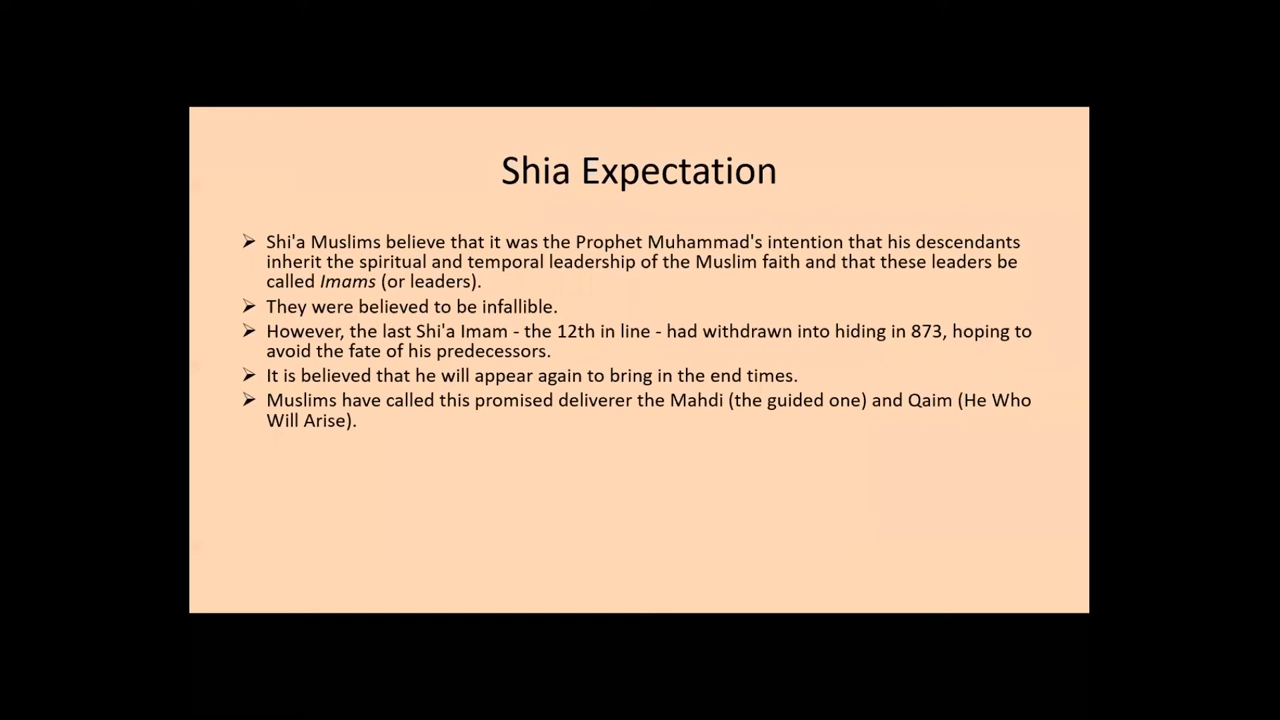 Shia Expectation
➢ Shi'a Muslims believe that it was the Prophet Muhammad's intention that his descendants
inherit the spiritual and temporal leadership of the Muslim faith and that these leaders be
called Imams (or leaders).
➢ They were believed to be infallible.
➢ However, the last Shi'a Imam - the 12th in line - had withdrawn into hiding in 873, hoping to
avoid the fate of his predecessors.
➢ It is believed that he will appear again to bring in the end times.
➢ Muslims have called this promised deliverer the Mahdi (the guided one) and Qaim (He Who
Will Arise).